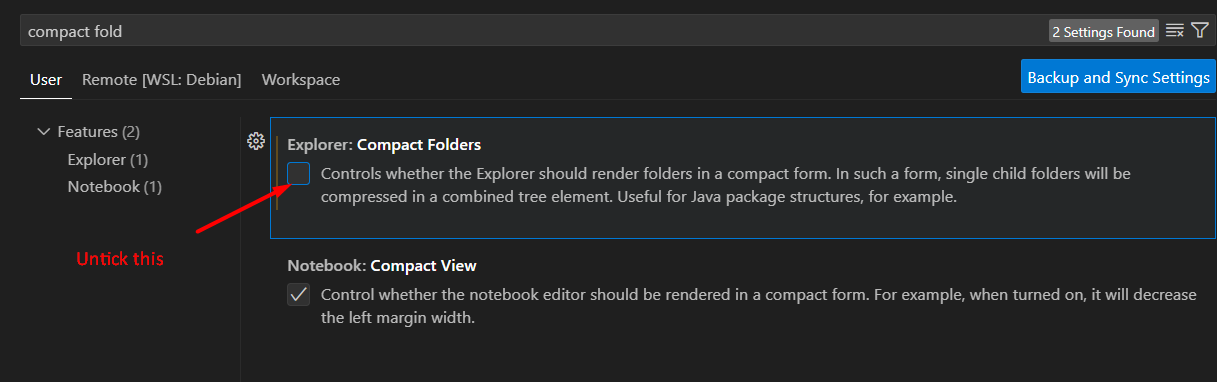 compact fold
2 Settings Found
User
Remote [WSL: Debian]
Workspace
Backup and Sync Settings
Features (2)
Explorer (1)
Notebook (1)
Explorer: Compact Folders
Controls whether the Explorer should render folders in a compact form. In such a form, single child folders will be
compressed in a combined tree element. Useful for Java package structures, for example.
Untick this
Notebook: Compact View
Control whether the notebook editor should be rendered in a compact form. For example, when turned on, it will decrease
the left margin width.